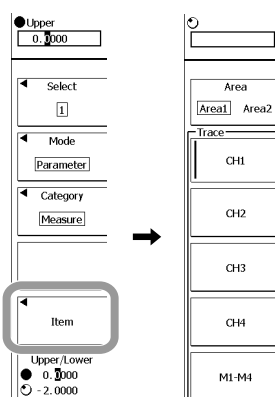 Upper
0.0000
Select
1
Mode
Parameter
Category
Measure
Item
Upper/Lower
0.0000
-2.0000
Area
Area1 Area2
Trace
CH1
CH2
CH3
CH4
M1-M4